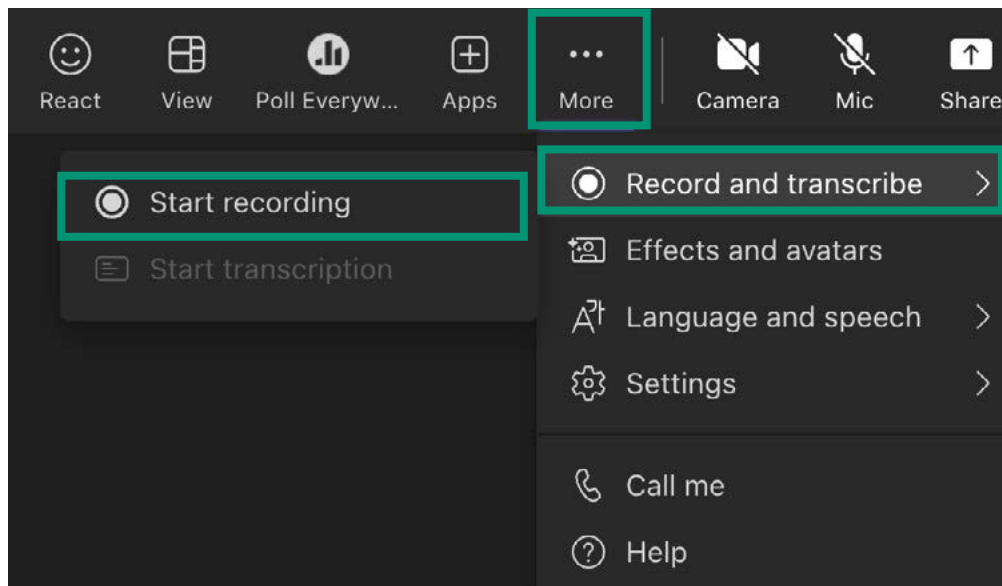 React View Poll Everyw... Apps More Camera Mic Share
Start recording
Start transcription
Record and transcribe
Effects and avatars
Language and speech
Settings
Call me
Help